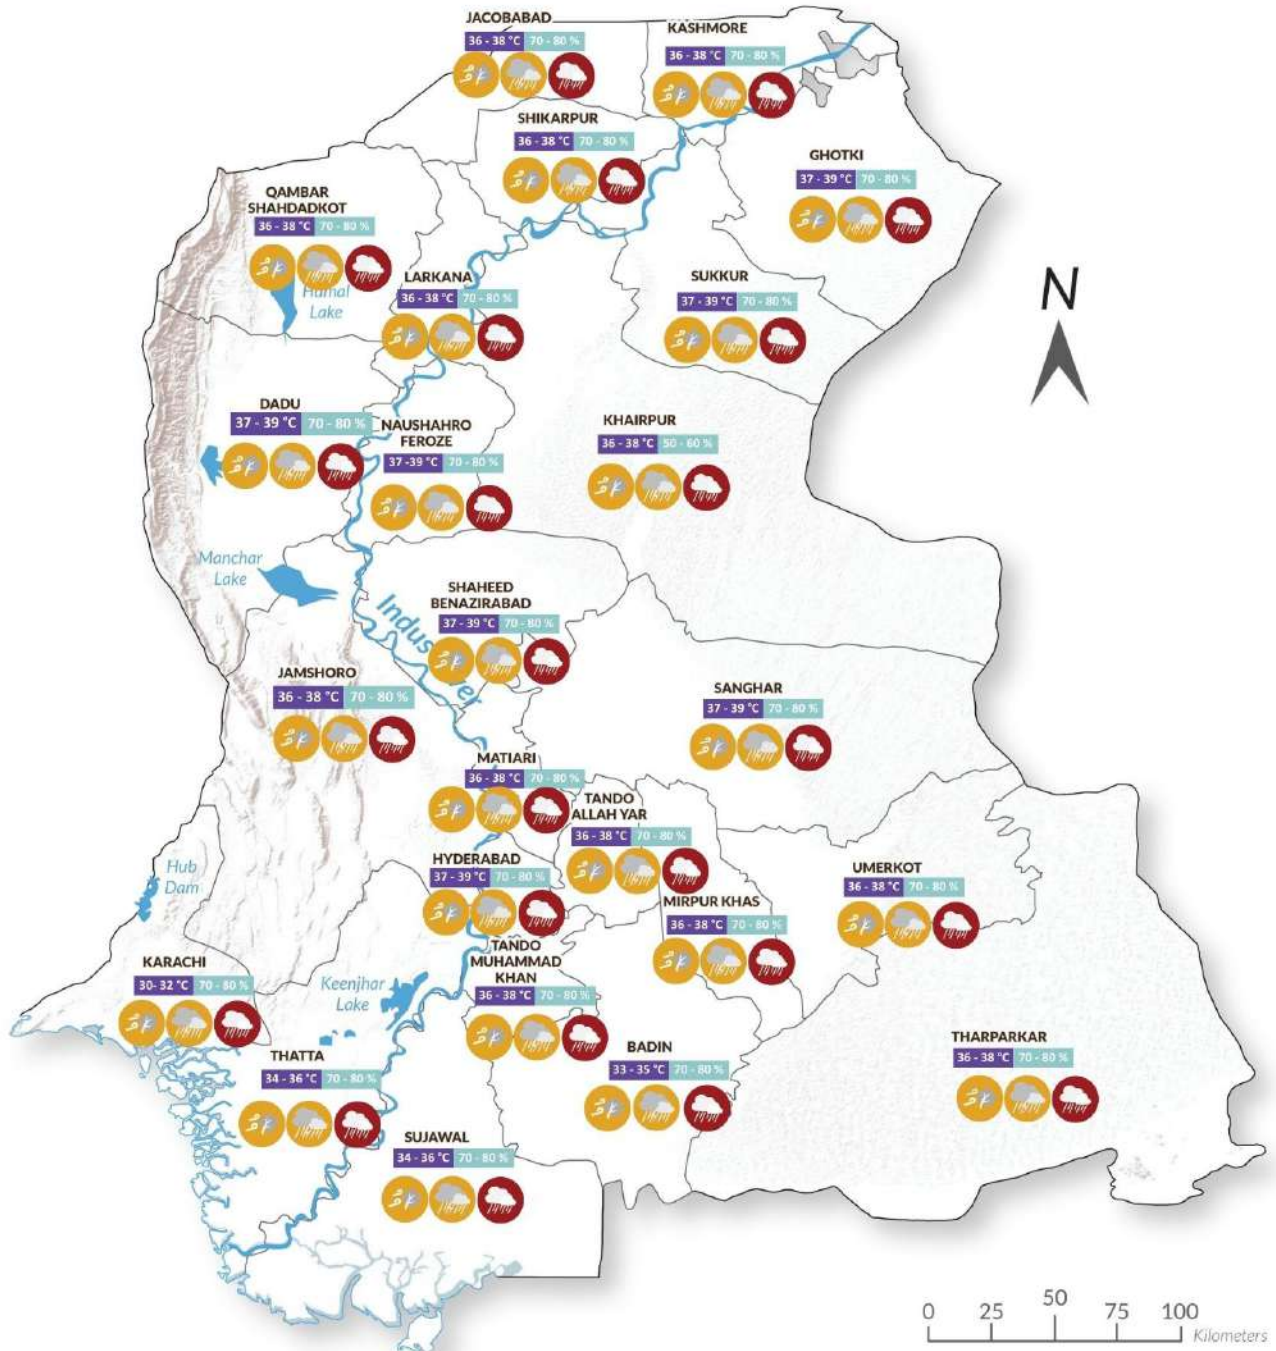 JACOBABAD
36 - 38 °C 70 - 80 %
KASHMORE
36 - 38 °C 70 - 80 %
SHIKARPUR
36 - 38 °C 70 - 80 %
GHOTKI
37 - 39 °C 70 - 80 %
QAMBAR
SHAHDADKOT
36 - 38 °C 70 - 80 %
Hamal
Lake
LARKANA
36 - 38 °C 70 - 80 %
SUKKUR
37 - 39 °C 70 - 80 %
N
DADU
37 - 39 °C 70 - 80 %
NAUSHAHRO
FEROZE
37 -39 °C 70 - 80 %
KHAIRPUR
36 - 38 °C 50 - 60 %
Manchar
Lake
SHAHEED
BENAZIRABAD
37 - 39 °C 70 - 80 %
Indus
JAMSHORO
36 - 38 °C 70 - 80 %
SANGHAR
37 - 39 °C 70 - 80 %
MATIARI
36 - 38 °C 70 - 80 %
TANDO
ALLAH YAR
36 - 38 °C 70 - 80 %
Hub
Dam
HYDERABAD
37 - 39 °C 70 - 80 %
UMERKOT
36 - 38 °C 70 - 80 %
MIRPUR KHAS
36 - 38 °C 70 - 80 %
TANDO
MUHAMMAD
KHAN
36 - 38 °C 70 - 80 %
KARACHI
30- 32 °C 70 - 80 %
Keenjhar
Lake
THATTA
34 - 36 °C 70 - 80 %
BADIN
33 - 35 °C 70 - 80 %
THARPARKAR
36 - 38 °C 70 - 80 %
SUJAWAL
34 - 36 °C 70 - 80 %
0 25 50 100
Kilometers